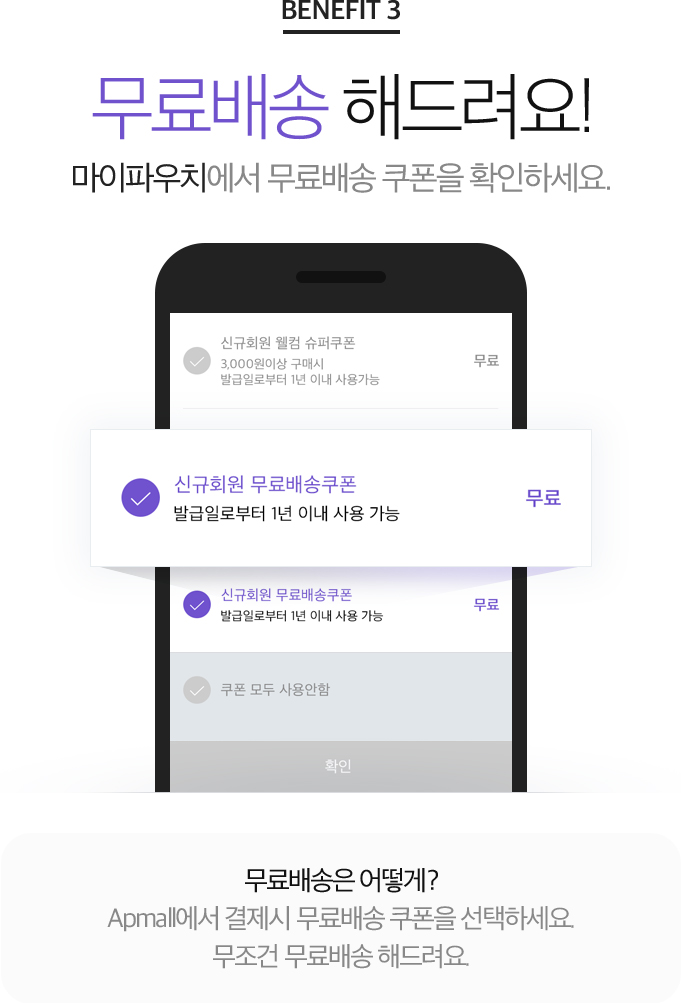 BENEFIT 3
무료배송 해드려요!
마이파우치에서 무료배송 쿠폰을 확인하세요.
신규회원 웰컴 슈퍼쿠폰
3,000원이상 구매시
무료
발급일로부터 1년 이내 사용가능
신규회원 무료배송쿠폰
무료
발급일로부터 1년 이내 사용 가능
신규회원 무료배송쿠폰
무료
발급일로부터 1년 이내 사용 가능
쿠폰 모두 사용안함
확인
무료배송은 어떻게?
Apmall에서 결제시 무료배송 쿠폰을 선택하세요.
무조건 무료배송 해드려요.